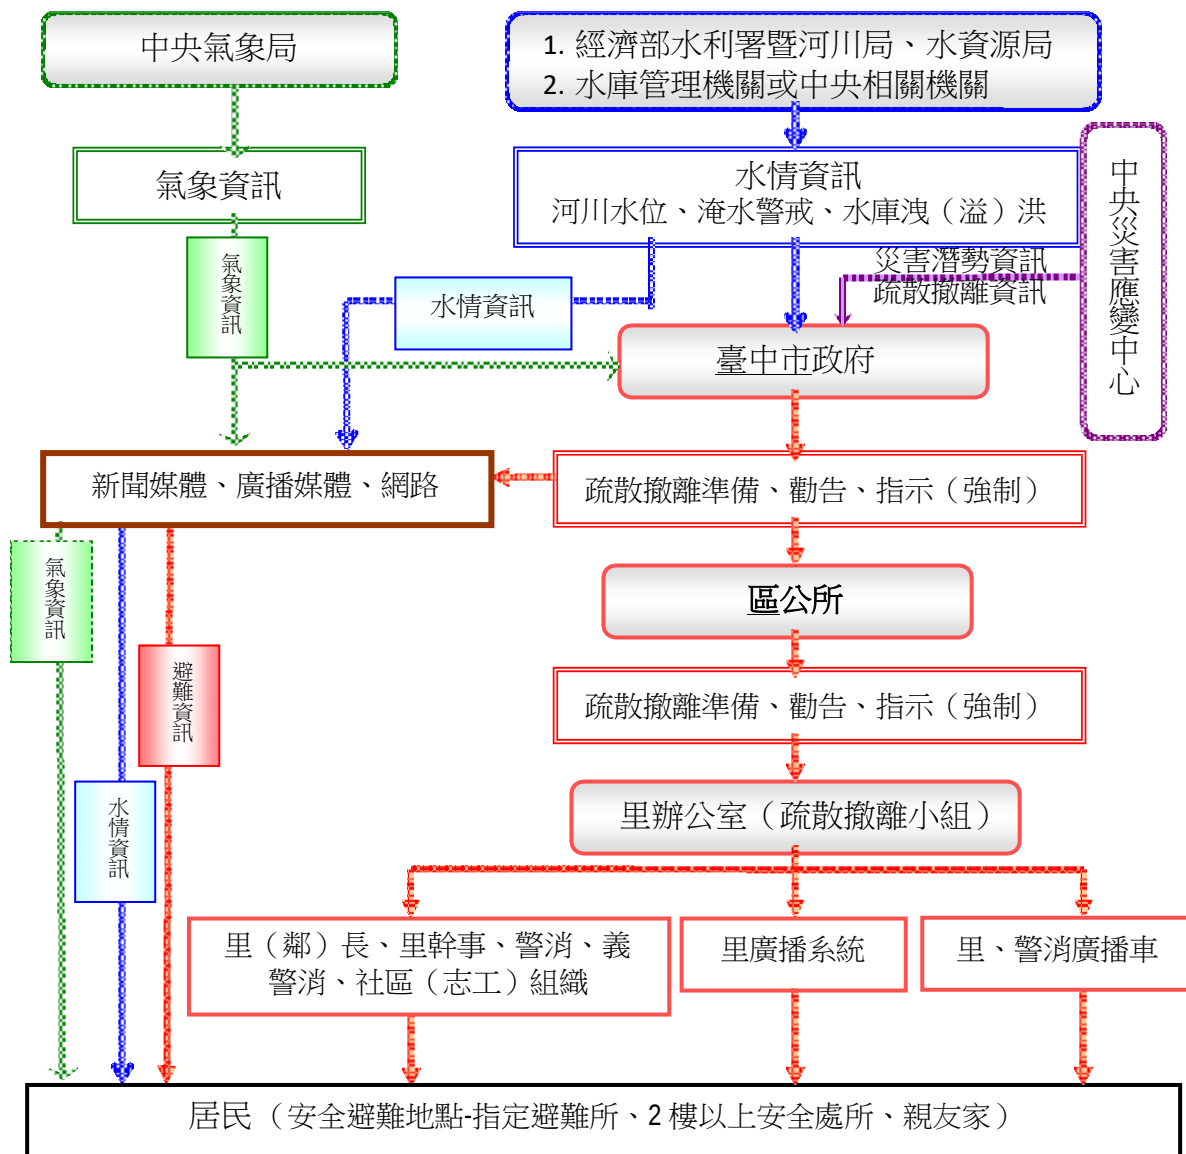 中央氣象局
1. 經濟部水利署暨河川局、水資源局
2. 水庫管理機關或中央相關機關
氣象資訊
水情資訊
河川水位、淹水警戒、水庫洩（溢）洪
中央災害應變中心
氣象資訊
水情資訊
災害潛勢資訊
疏散撤離資訊
臺中市政府
新聞媒體、廣播媒體、網路
疏散撤離準備、勸告、指示（強制）
氣象資訊
區公所
避難資訊
疏散撤離準備、勸告、指示（強制）
水情資訊
里辦公室（疏散撤離小組）
里（鄰）長、里幹事、警消、義
警消、社區（志工）組織
里廣播系統
里、警消廣播車
居民（安全避難地點-指定避難所、2 樓以上安全處所、親友家）